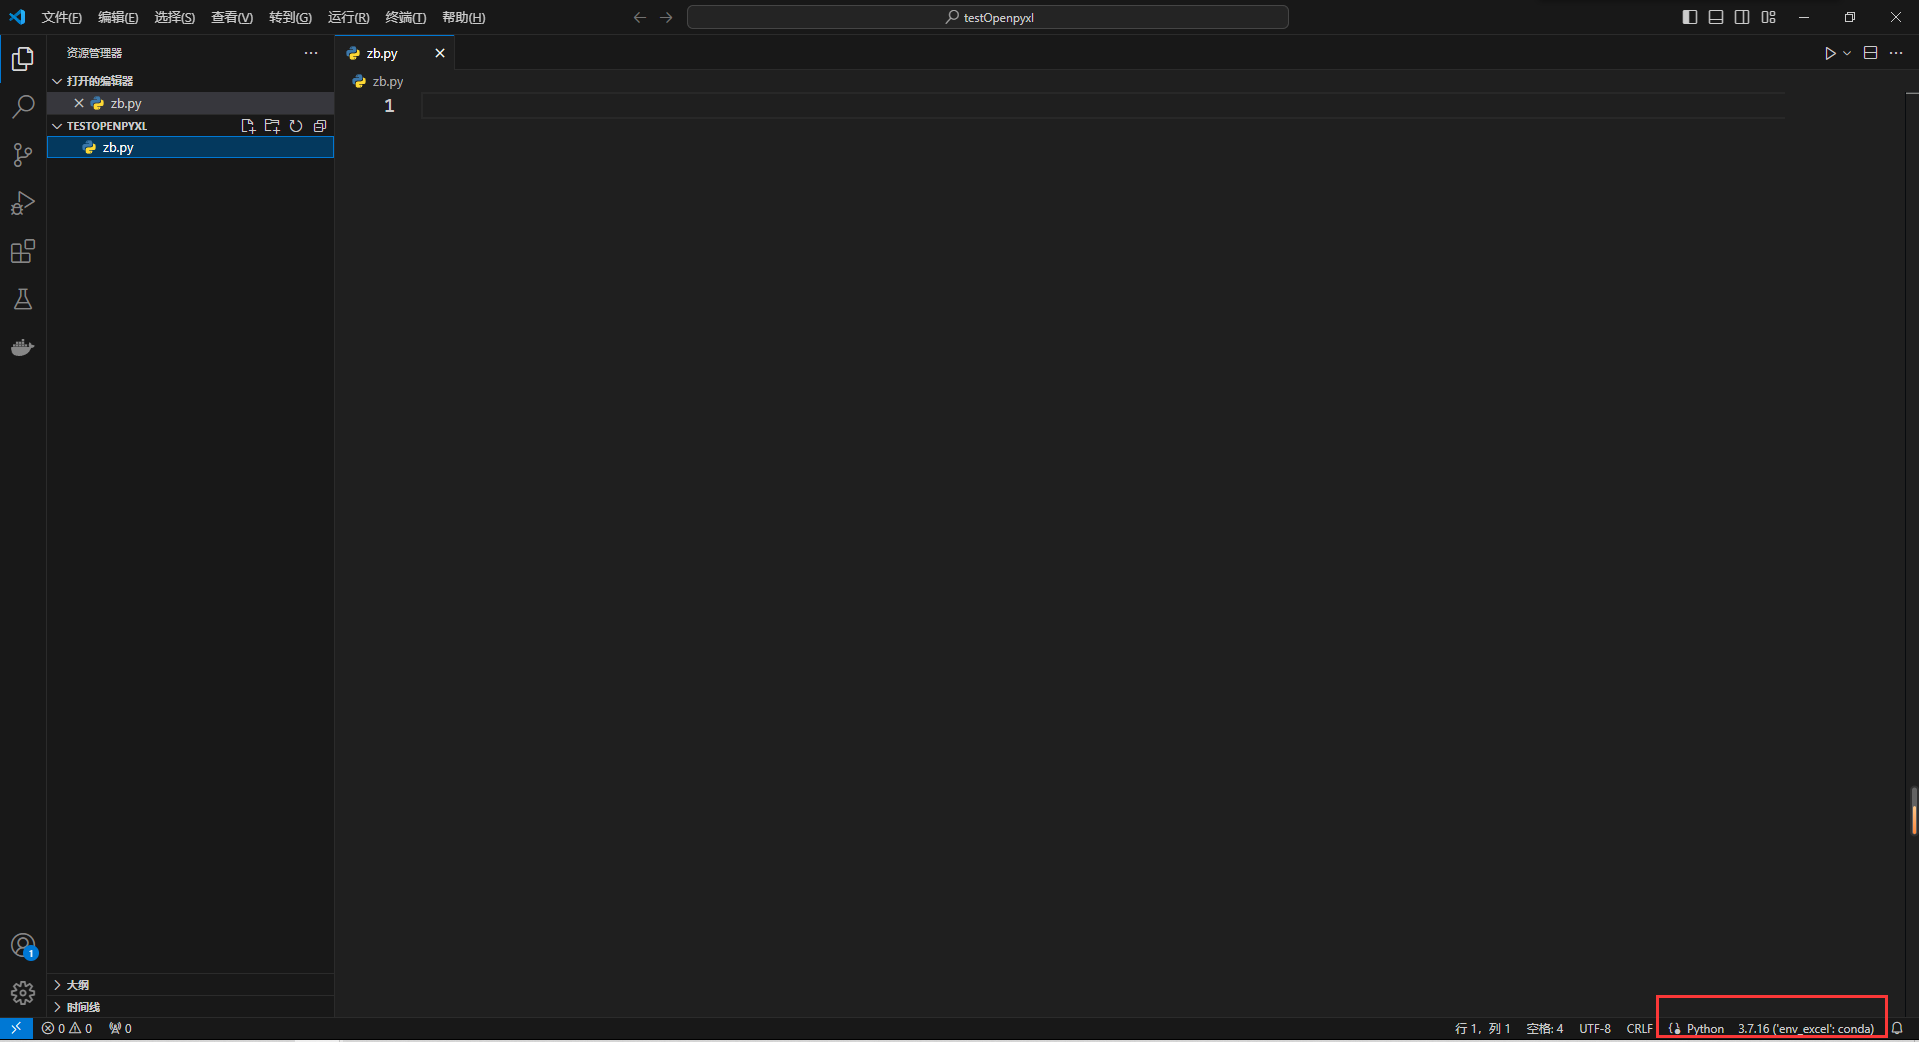 文件(F) 编辑(E) 选择(S) 查看(V) 转到(G) 运行(R) 终端(T) 帮助(H) testOpenpyxl
资源管理器
zb.py
打开的编辑器
zb.py
zb.py
1
TESTOPENPYXL
zb.py
1
大纲
时间线
0 0 0 行 1，列 1 空格: 4 UTF-8 CRLF Python 3.7.16 ('env_excel': conda)